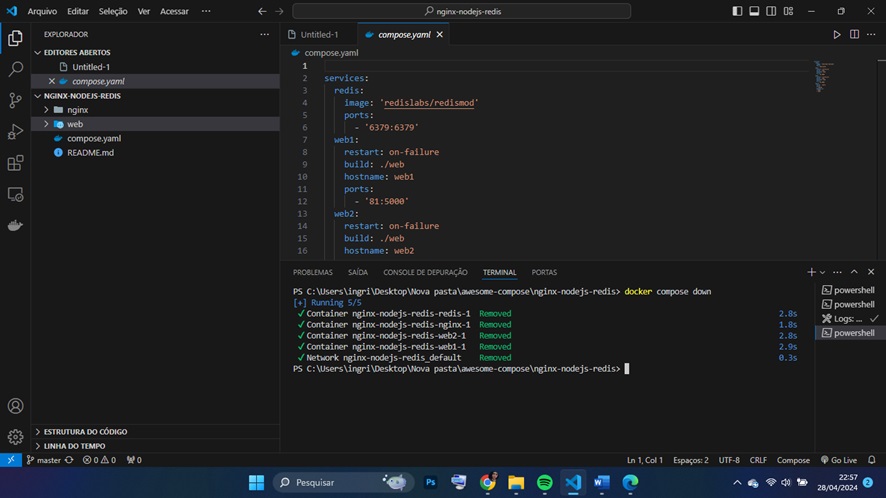 Arquivo Editar Seleção Ver Acessar ··· nginx-nodejs-redis
EXPLORADOR ···
EDITORES ABERTOS
Untitled-1
compose.yaml
NGINX-NODEJS-REDIS
nginx
web
compose.yaml
README.md
ESTRUTURA DO CÓDIGO
LINHA DO TEMPO
Untitled-1 compose.yaml
compose.yaml
1
2 services:
3 redis:
4 image: 'redislabs/redismod'
5 ports:
6 - '6379:6379'
7 web1:
8 restart: on-failure
9 build: ./web
10 hostname: web1
11 ports:
12 - '81:5000'
13 web2:
14 restart: on-failure
15 build: ./web
16 hostname: web2
PROBLEMAS SAÍDA CONSOLE DE DEPURAÇÃO TERMINAL PORTAS
PS C:\Users\ingri\Desktop\Nova pasta\awesome-compose\nginx-nodejs-redis> docker compose down
[+] Running 5/5
✓ Container nginx-nodejs-redis-redis-1 Removed 2.8s
✓ Container nginx-nodejs-redis-nginx-1 Removed 1.8s
✓ Container nginx-nodejs-redis-web2-1 Removed 2.8s
✓ Container nginx-nodejs-redis-web1-1 Removed 2.9s
✓ Network nginx-nodejs-redis_default Removed 0.3s
PS C:\Users\ingri\Desktop\Nova pasta\awesome-compose\nginx-nodejs-redis>
powershell
powershell
Logs: ...
powershell
master 0 0 0 Ln 1, Col 1 Espaços: 2 UTF-8 CRLF Compose Go Live
Pesquisar Ps W 22:57
28/04/2024 2